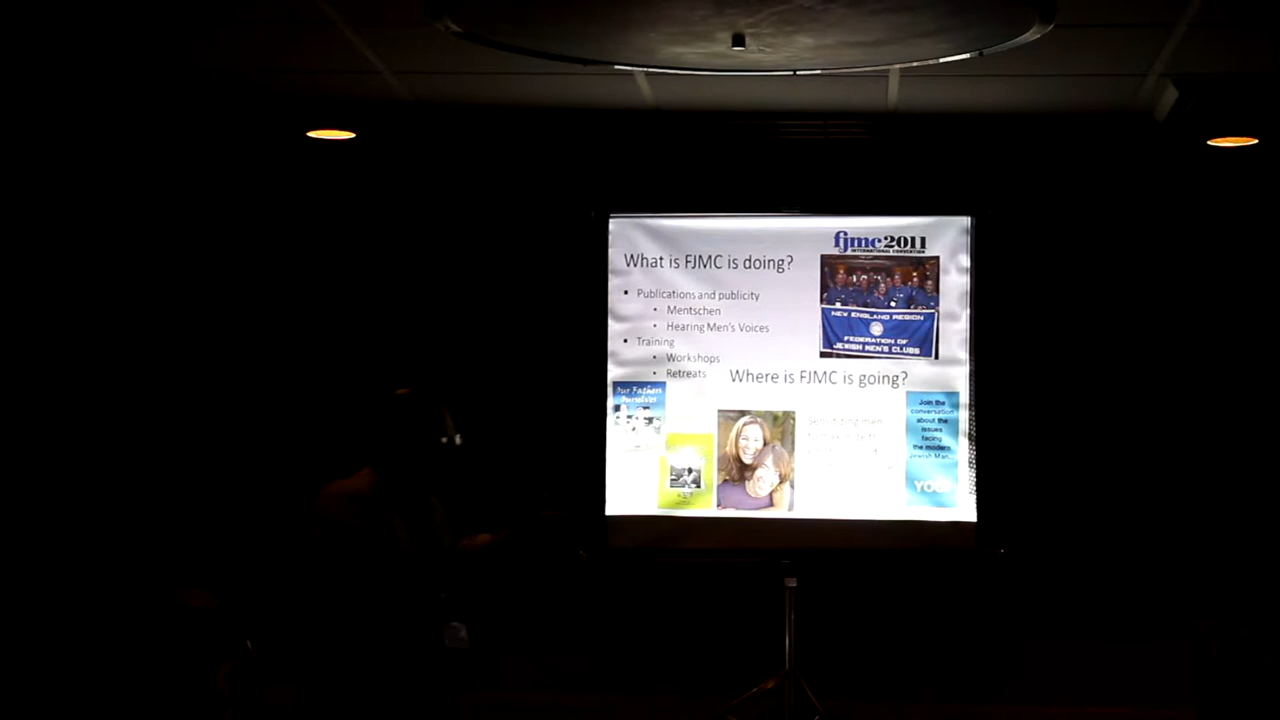 fjmc2011
INTERNATIONAL CONVENTION
What is FJMC is doing?
Publications and publicity
Mentschen
Hearing Men's Voices
Training
Workshops
Retreats
NEW ENGLAND REGION
FEDERATION OF
JEWISH MEN'S CLUBS
Where is FJMC is going?
Our Fathers
Ourselves
Join the
conversation
about the
issues
facing
the modern
Jewish Man...
YOU